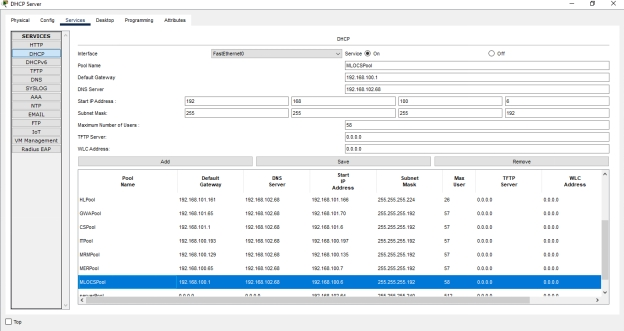 DHCP Server
Physical Config Services Desktop Programming Attributes
SERVICES
HTTP
DHCP
DHCPv6
TFTP
DNS
SYSLOG
AAA
NTP
EMAIL
FTP
IoT
VM Management
Radius EAP
DHCP
Interface FastEthernet0 Service On Off
Pool Name MLOCSPool
Default Gateway 192.168.100.1
DNS Server 192.168.102.68
Start IP Address : 192 168 100 6
Subnet Mask: 255 255 255 192
Maximum Number of Users : 58
TFTP Server: 0.0.0.0
WLC Address: 0.0.0.0
Add Save Remove
Pool Name Default Gateway DNS Server Start IP Address Subnet Mask Max User TFTP Server WLC Address
HLPool 192.168.101.161 192.168.102.68 192.168.101.166 255.255.255.224 26 0.0.0.0 0.0.0.0
GWAPool 192.168.101.65 192.168.102.68 192.168.101.70 255.255.255.192 57 0.0.0.0 0.0.0.0
CSPool 192.168.101.1 192.168.102.68 192.168.101.6 255.255.255.192 57 0.0.0.0 0.0.0.0
ITPool 192.168.100.193 192.168.102.68 192.168.100.197 255.255.255.192 57 0.0.0.0 0.0.0.0
MRMPool 192.168.100.129 192.168.102.68 192.168.100.135 255.255.255.192 57 0.0.0.0 0.0.0.0
MERPool 192.168.100.65 192.168.102.68 192.168.100.7 255.255.255.192 57 0.0.0.0 0.0.0.0
MLOCSPool 192.168.100.1 192.168.102.68 192.168.100.6 255.255.255.192 58 0.0.0.0 0.0.0.0
serverPool 0.0.0.0 0.0.0.0 192.168.102.64 255.255.255.240 512 0.0.0.0 0.0.0.0
Top